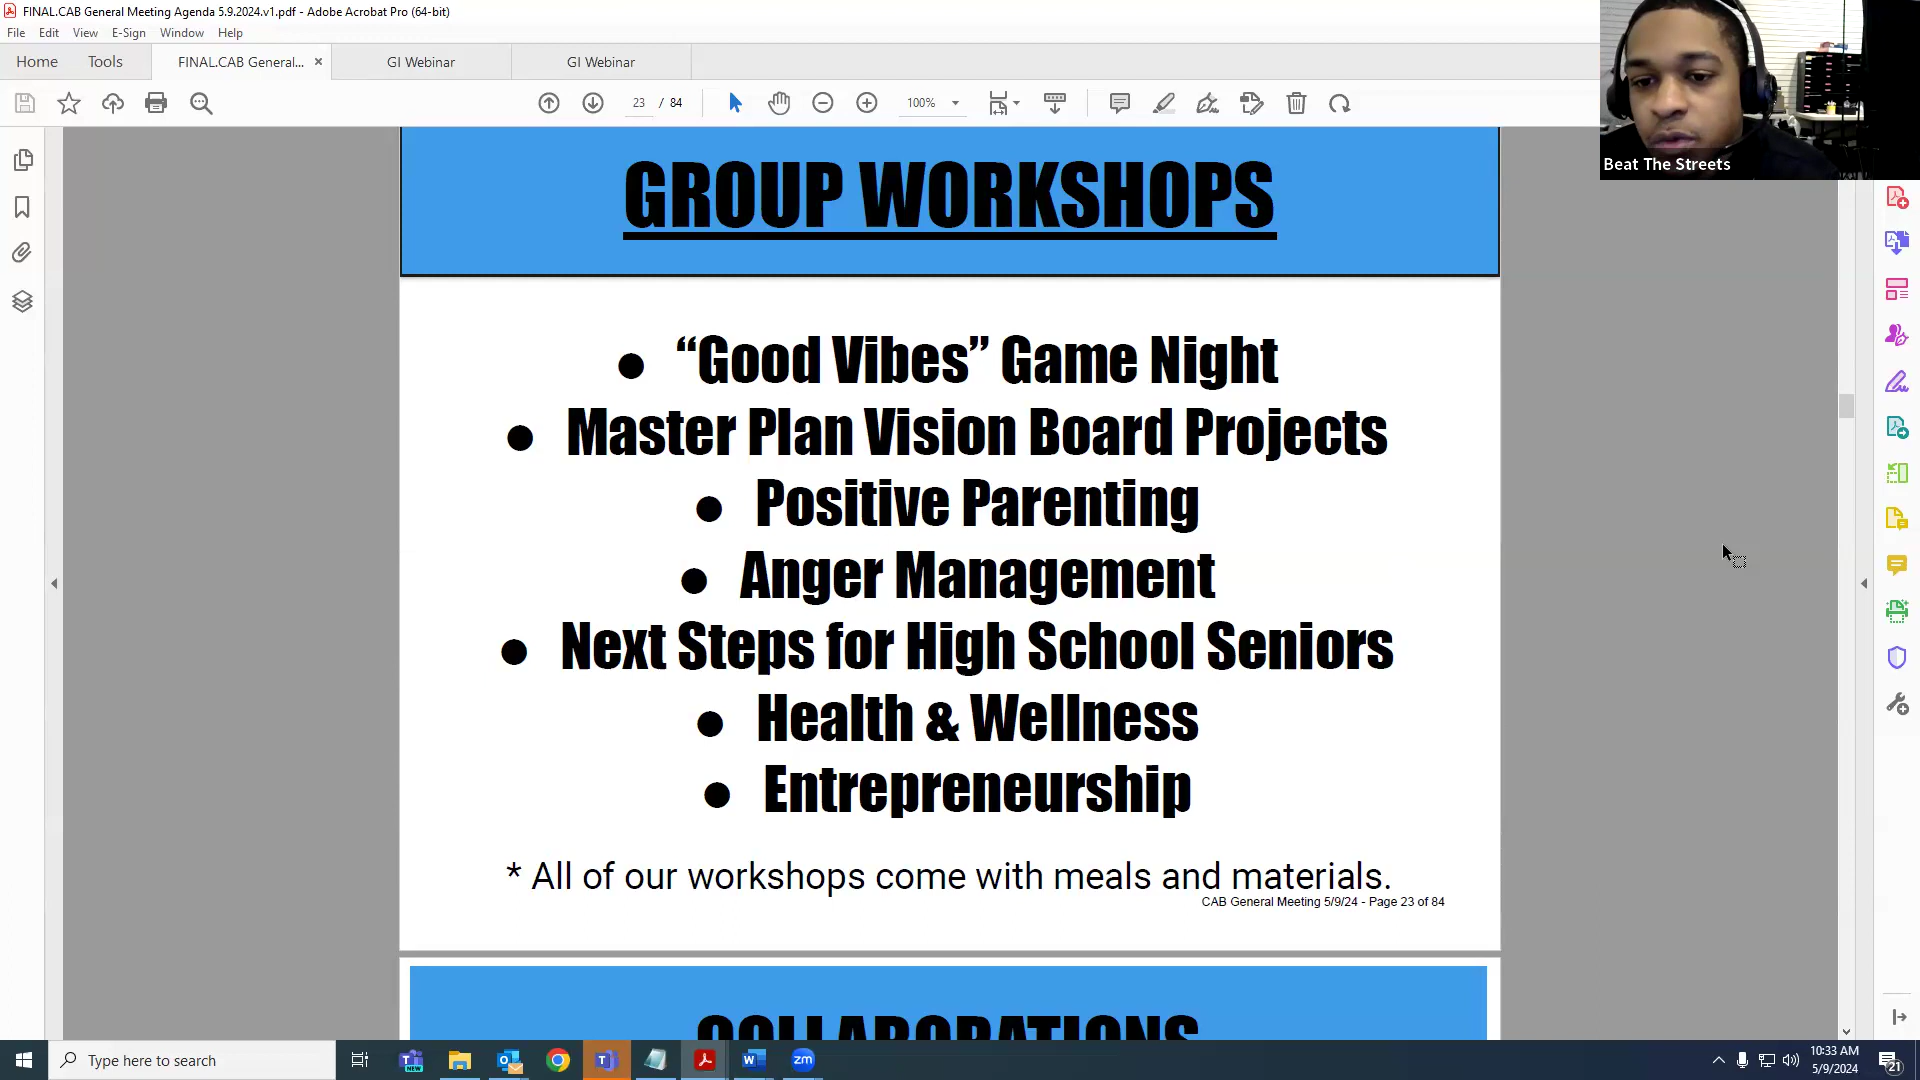 FINAL.CAB General Meeting Agenda 5.9.2024.v1.pdf - Adobe Acrobat Pro (64-bit)
File Edit View E-Sign Window Help
Home Tools FINAL.CAB General... × GI Webinar GI Webinar
23 / 84 100%
Beat The Streets
GROUP WORKSHOPS
● “Good Vibes” Game Night
● Master Plan Vision Board Projects
● Positive Parenting
● Anger Management
● Next Steps for High School Seniors
● Health & Wellness
● Entrepreneurship
* All of our workshops come with meals and materials.
CAB General Meeting 5/9/24 - Page 23 of 84
COLLABORATIONS
Type here to search
NEW
zm
10:33 AM
5/9/2024
21